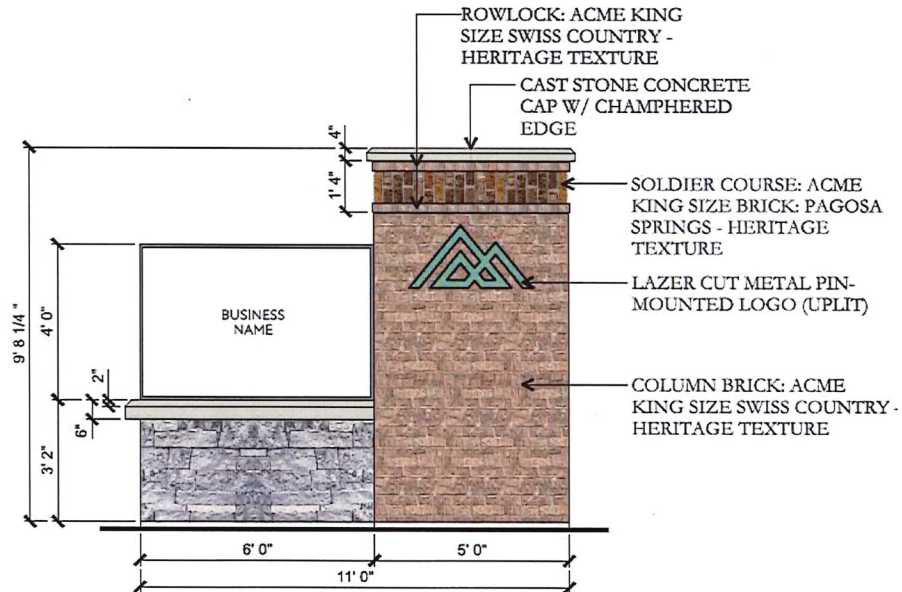 ROWLOCK: ACME KING
SIZE SWISS COUNTRY -
HERITAGE TEXTURE
CAST STONE CONCRETE
CAP W/ CHAMPHERED
EDGE
4"
1' 4"
SOLDIER COURSE: ACME
KING SIZE BRICK: PAGOSA
SPRINGS - HERITAGE
TEXTURE
LAZER CUT METAL PIN-
MOUNTED LOGO (UPLIT)
BUSINESS
NAME
9' 8 1/4"
4' 0"
2"
6"
3' 2"
COLUMN BRICK: ACME
KING SIZE SWISS COUNTRY -
HERITAGE TEXTURE
6' 0"
5' 0"
11' 0"